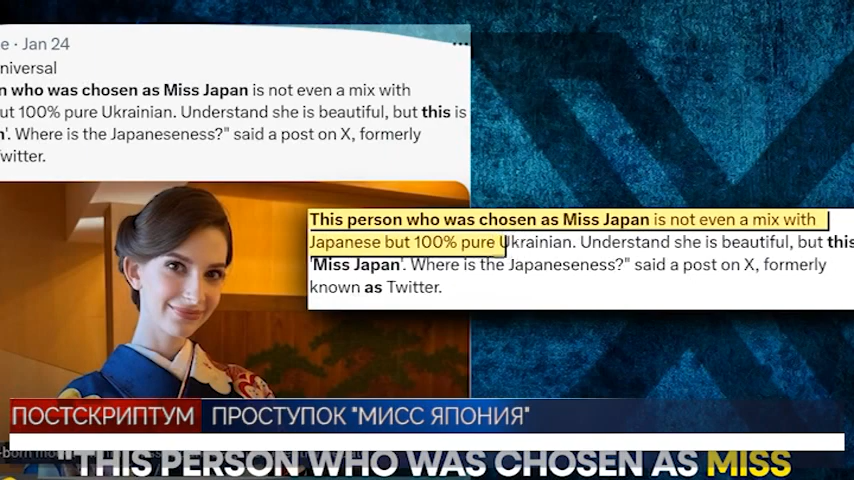 e · Jan 24
niversal
n who was chosen as Miss Japan is not even a mix with
ut 100% pure Ukrainian. Understand she is beautiful, but this is
'. Where is the Japaneseness?" said a post on X, formerly
witter.
This person who was chosen as Miss Japan is not even a mix with
Japanese but 100% pure Ukrainian. Understand she is beautiful, but this
'Miss Japan'. Where is the Japaneseness?" said a post on X, formerly
known as Twitter.
ПОСТСКРИПТУМ ПРОСТУПОК "МИСС ЯПОНИЯ"
"THIS PERSON WHO WAS CHOSEN AS MISS